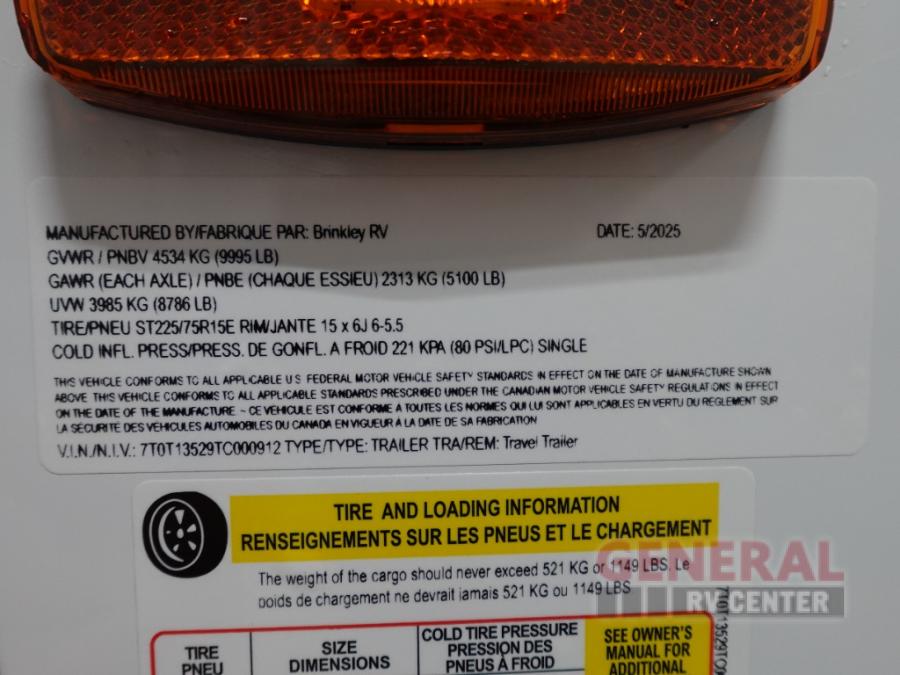 MANUFACTURED BY/FABRIQUE PAR: Brinkley RV DATE: 5/2025
GVWR / PNBV 4534 KG (9995 LB)
GAWR (EACH AXLE) / PNBE (CHAQUE ESSIEU) 2313 KG (5100 LB)
UVW 3985 KG (8786 LB)
TIRE/PNEU ST225/75R15E RIM/JANTE 15 x 6J 6-5.5
COLD INFL. PRESS/PRESS. DE GONFL. A FROID 221 KPA (80 PSI/LPC) SINGLE
THIS VEHICLE CONFORMS TO ALL APPLICABLE U.S. FEDERAL MOTOR VEHICLE SAFETY STANDARDS IN EFFECT ON THE DATE OF MANUFACTURE SHOWN
ABOVE THIS VEHICLE CONFORMS TO ALL APPLICABLE STANDARDS PRESCRIBED UNDER THE CANADIAN MOTOR VEHICLE SAFETY REGULATIONS IN EFFECT
ON THE DATE OF THE MANUFACTURE - CE VEHICULE EST CONFORME A TOUTES LES NORMES QUI LUI SONT APPLICABLES EN VERTU DU REGLEMENT SUR
LA SÉCURITÉ DES VÉHICULES AUTOMOBILES DU CANADA EN VIGUEUR À LA DATE DE SA FABRICATION
V.I.N./N.I.V.: 7T0T13529TC000912 TYPE/TYPE: TRAILER TRA/REM: Travel Trailer
TIRE AND LOADING INFORMATION
RENSEIGNEMENTS SUR LES PNEUS ET LE CHARGEMENT
The weight of the cargo should never exceed 521 KG or 1149 LBS. Le
poids de chargement ne devrait jamais 521 KG ou 1149 LBS
GENERAL
RV CENTER
7T0T13529TC00
TIRE
PNEU
SIZE
DIMENSIONS
COLD TIRE PRESSURE
PRESSION DES
PNEUS À FROID
SEE OWNER'S
MANUAL FOR
ADDITIONAL